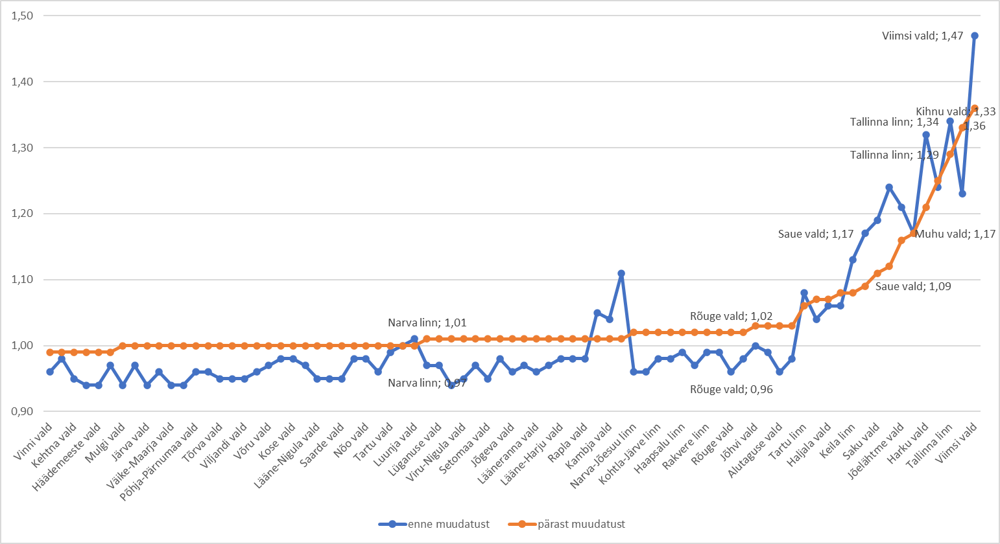 1,50
Viimsi vald; 1,47
1,40
Kihnu vald; 1,33
Tallinna linn; 1,34
1,36
1,30
Tallinna linn; 1,29
1,20
Saue vald; 1,17
Muhu vald; 1,17
1,10
Saue vald; 1,09
Narva linn; 1,01
Rõuge vald; 1,02
1,00
Narva linn; 0,97
Rõuge vald; 0,96
0,90
Vinni vald
Kehtna vald
Häädemeeste vald
Mulgi vald
Järva vald
Väike-Maarja vald
Põhja-Pärnumaa vald
Tõrva vald
Viljandi vald
Võru vald
Kose vald
Lääne-Nigula vald
Saarde vald
Nõo vald
Tartu vald
Luunja vald
Lüganuse vald
Viru-Nigula vald
Setomaa vald
Jõgeva vald
Lääneranna vald
Lääne-Harju vald
Rapla vald
Kambja vald
Narva-Jõesuu linn
Kohtla-Järve linn
Haapsalu linn
Rakvere linn
Rõuge vald
Jõhvi vald
Alutaguse vald
Tartu linn
Haljala vald
Keila linn
Saku vald
Jõelähtme vald
Harku vald
Tallinna linn
Viimsi vald
enne muudatust
pärast muudatust